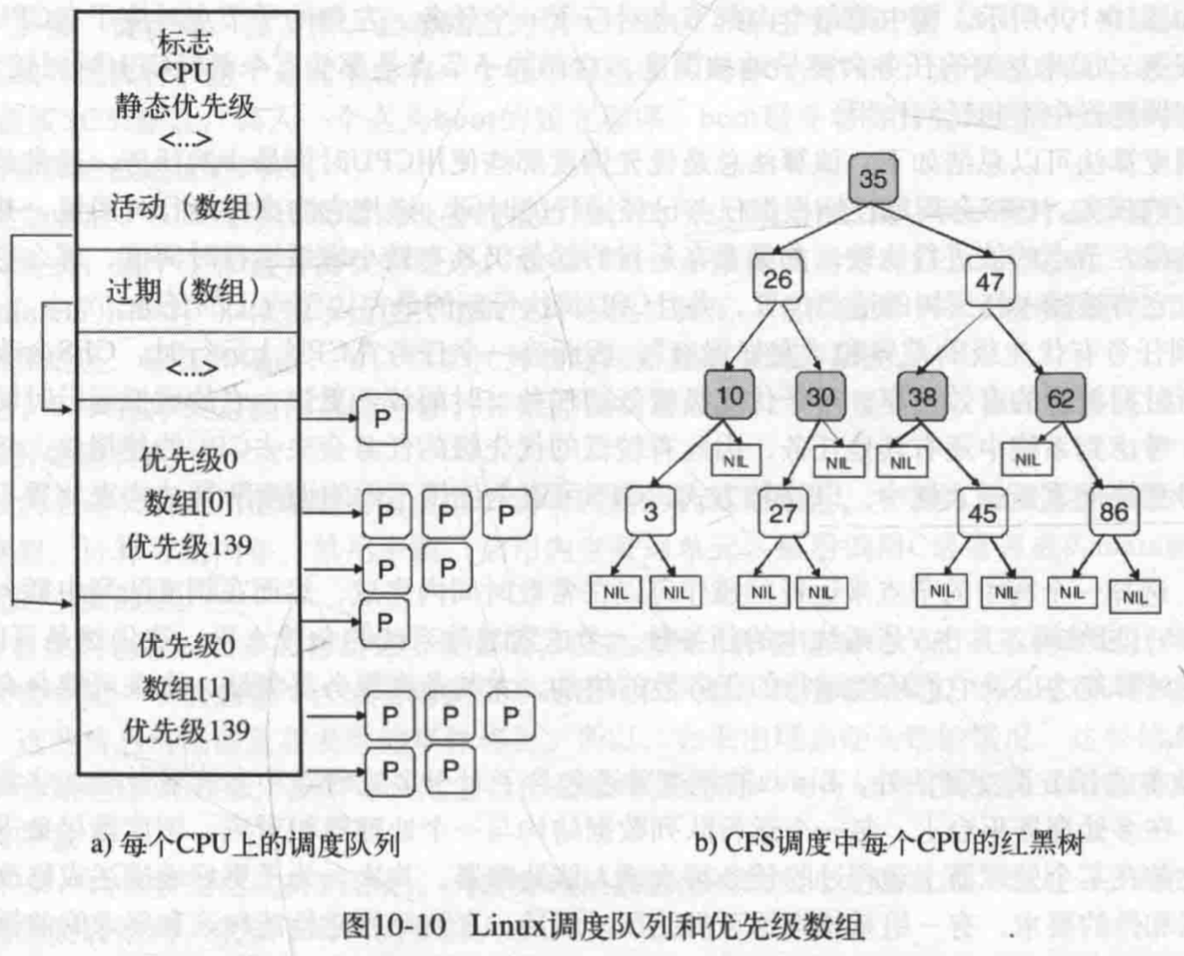 标志
CPU
静态优先级
<...>
活动（数组）
过期（数组）
<...>
优先级0
数组[0]
优先级139
优先级0
数组[1]
优先级139
P
P P P
P P
P
P P P
P P
a) 每个CPU上的调度队列
35
26 47
10 30 38 62
NIL NIL NIL NIL
3 27 45 86
NIL NIL NIL NIL NIL NIL NIL NIL
b) CFS调度中每个CPU的红黑树
图10-10 Linux调度队列和优先级数组